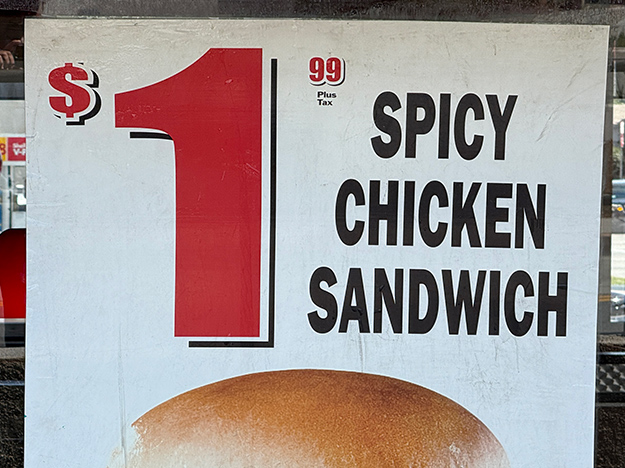 $1 99
Plus
Tax
SPICY
CHICKEN
SANDWICH